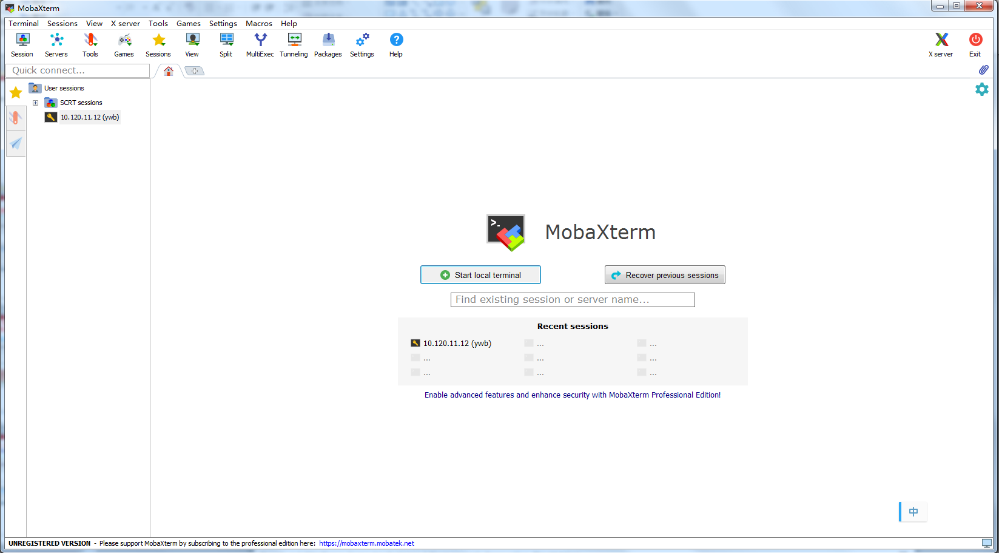 MobaXterm
Terminal Sessions View X server Tools Games Settings Macros Help
Session Servers Tools Games Sessions View Split MultiExec Tunneling Packages Settings Help X server Exit
Quick connect...
User sessions
SCRT sessions
10.120.11.12 (ywb)
>_
MobaXterm
Start local terminal Recover previous sessions
Find existing session or server name...
Recent sessions
10.120.11.12 (ywb) ... ...
... ... ...
... ... ...
Enable advanced features and enhance security with MobaXterm Professional Edition!
中
UNREGISTERED VERSION - Please support MobaXterm by subscribing to the professional edition here: https://mobaxterm.mobatek.net